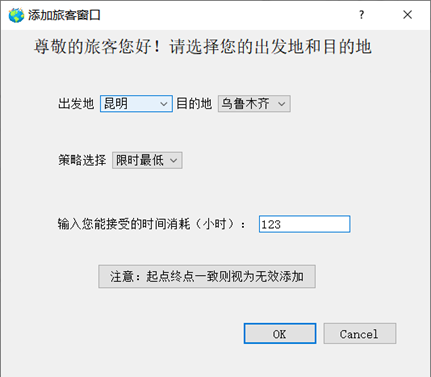 添加旅客窗口 ?
尊敬的旅客您好！请选择您的出发地和目的地
出发地 昆明 目的地 乌鲁木齐
策略选择 限时最低
输入您能接受的时间消耗（小时）： 123
注意：起点终点一致则视为无效添加
OK Cancel